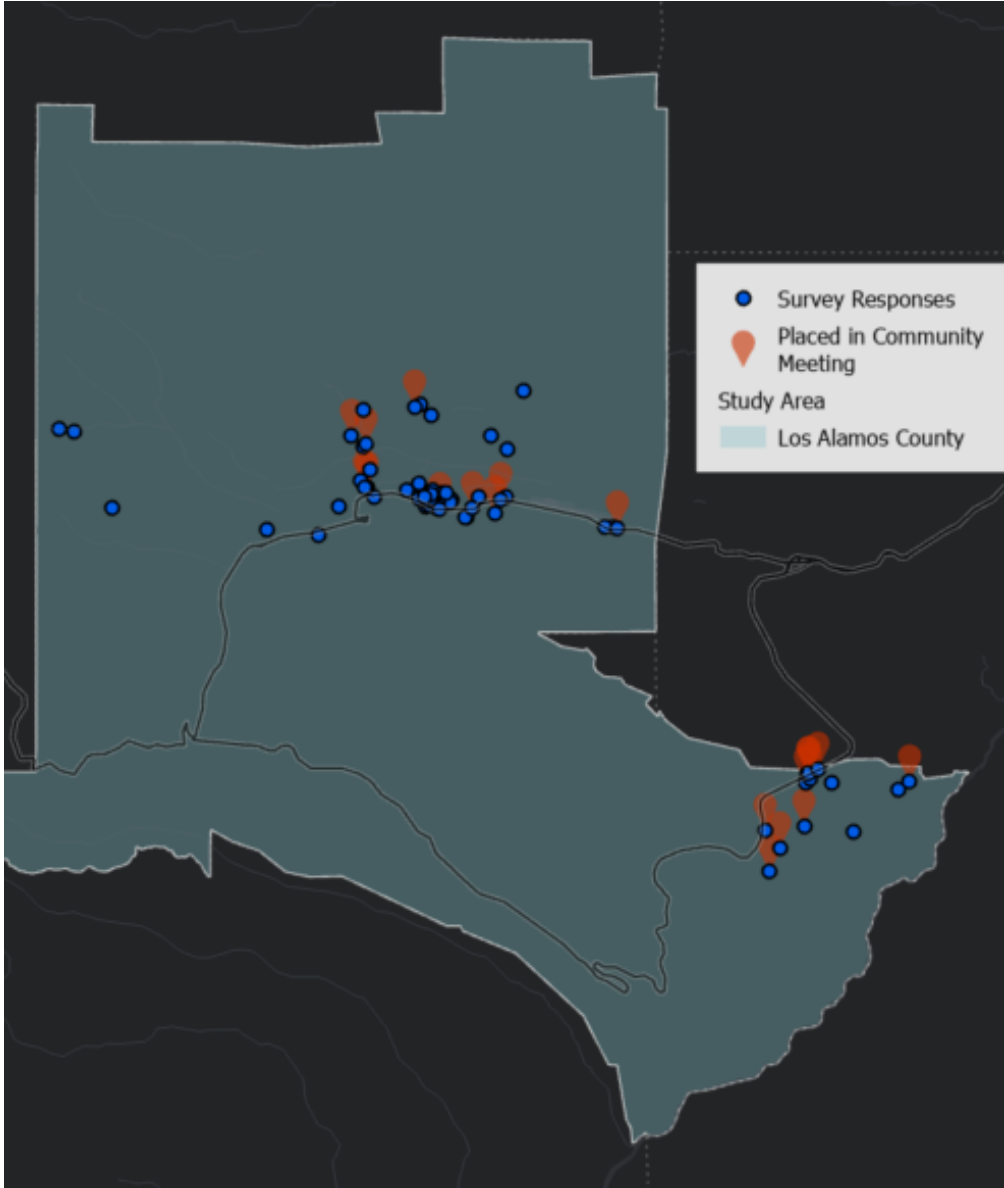 Survey Responses
Placed in Community
Meeting
Study Area
Los Alamos County